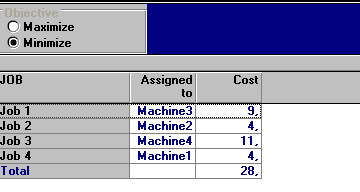 Objective
Maximize
Minimize
JOB Assigned to Cost
Job 1 Machine3 9,
Job 2 Machine2 4,
Job 3 Machine4 11,
Job 4 Machine1 4,
Total 28,